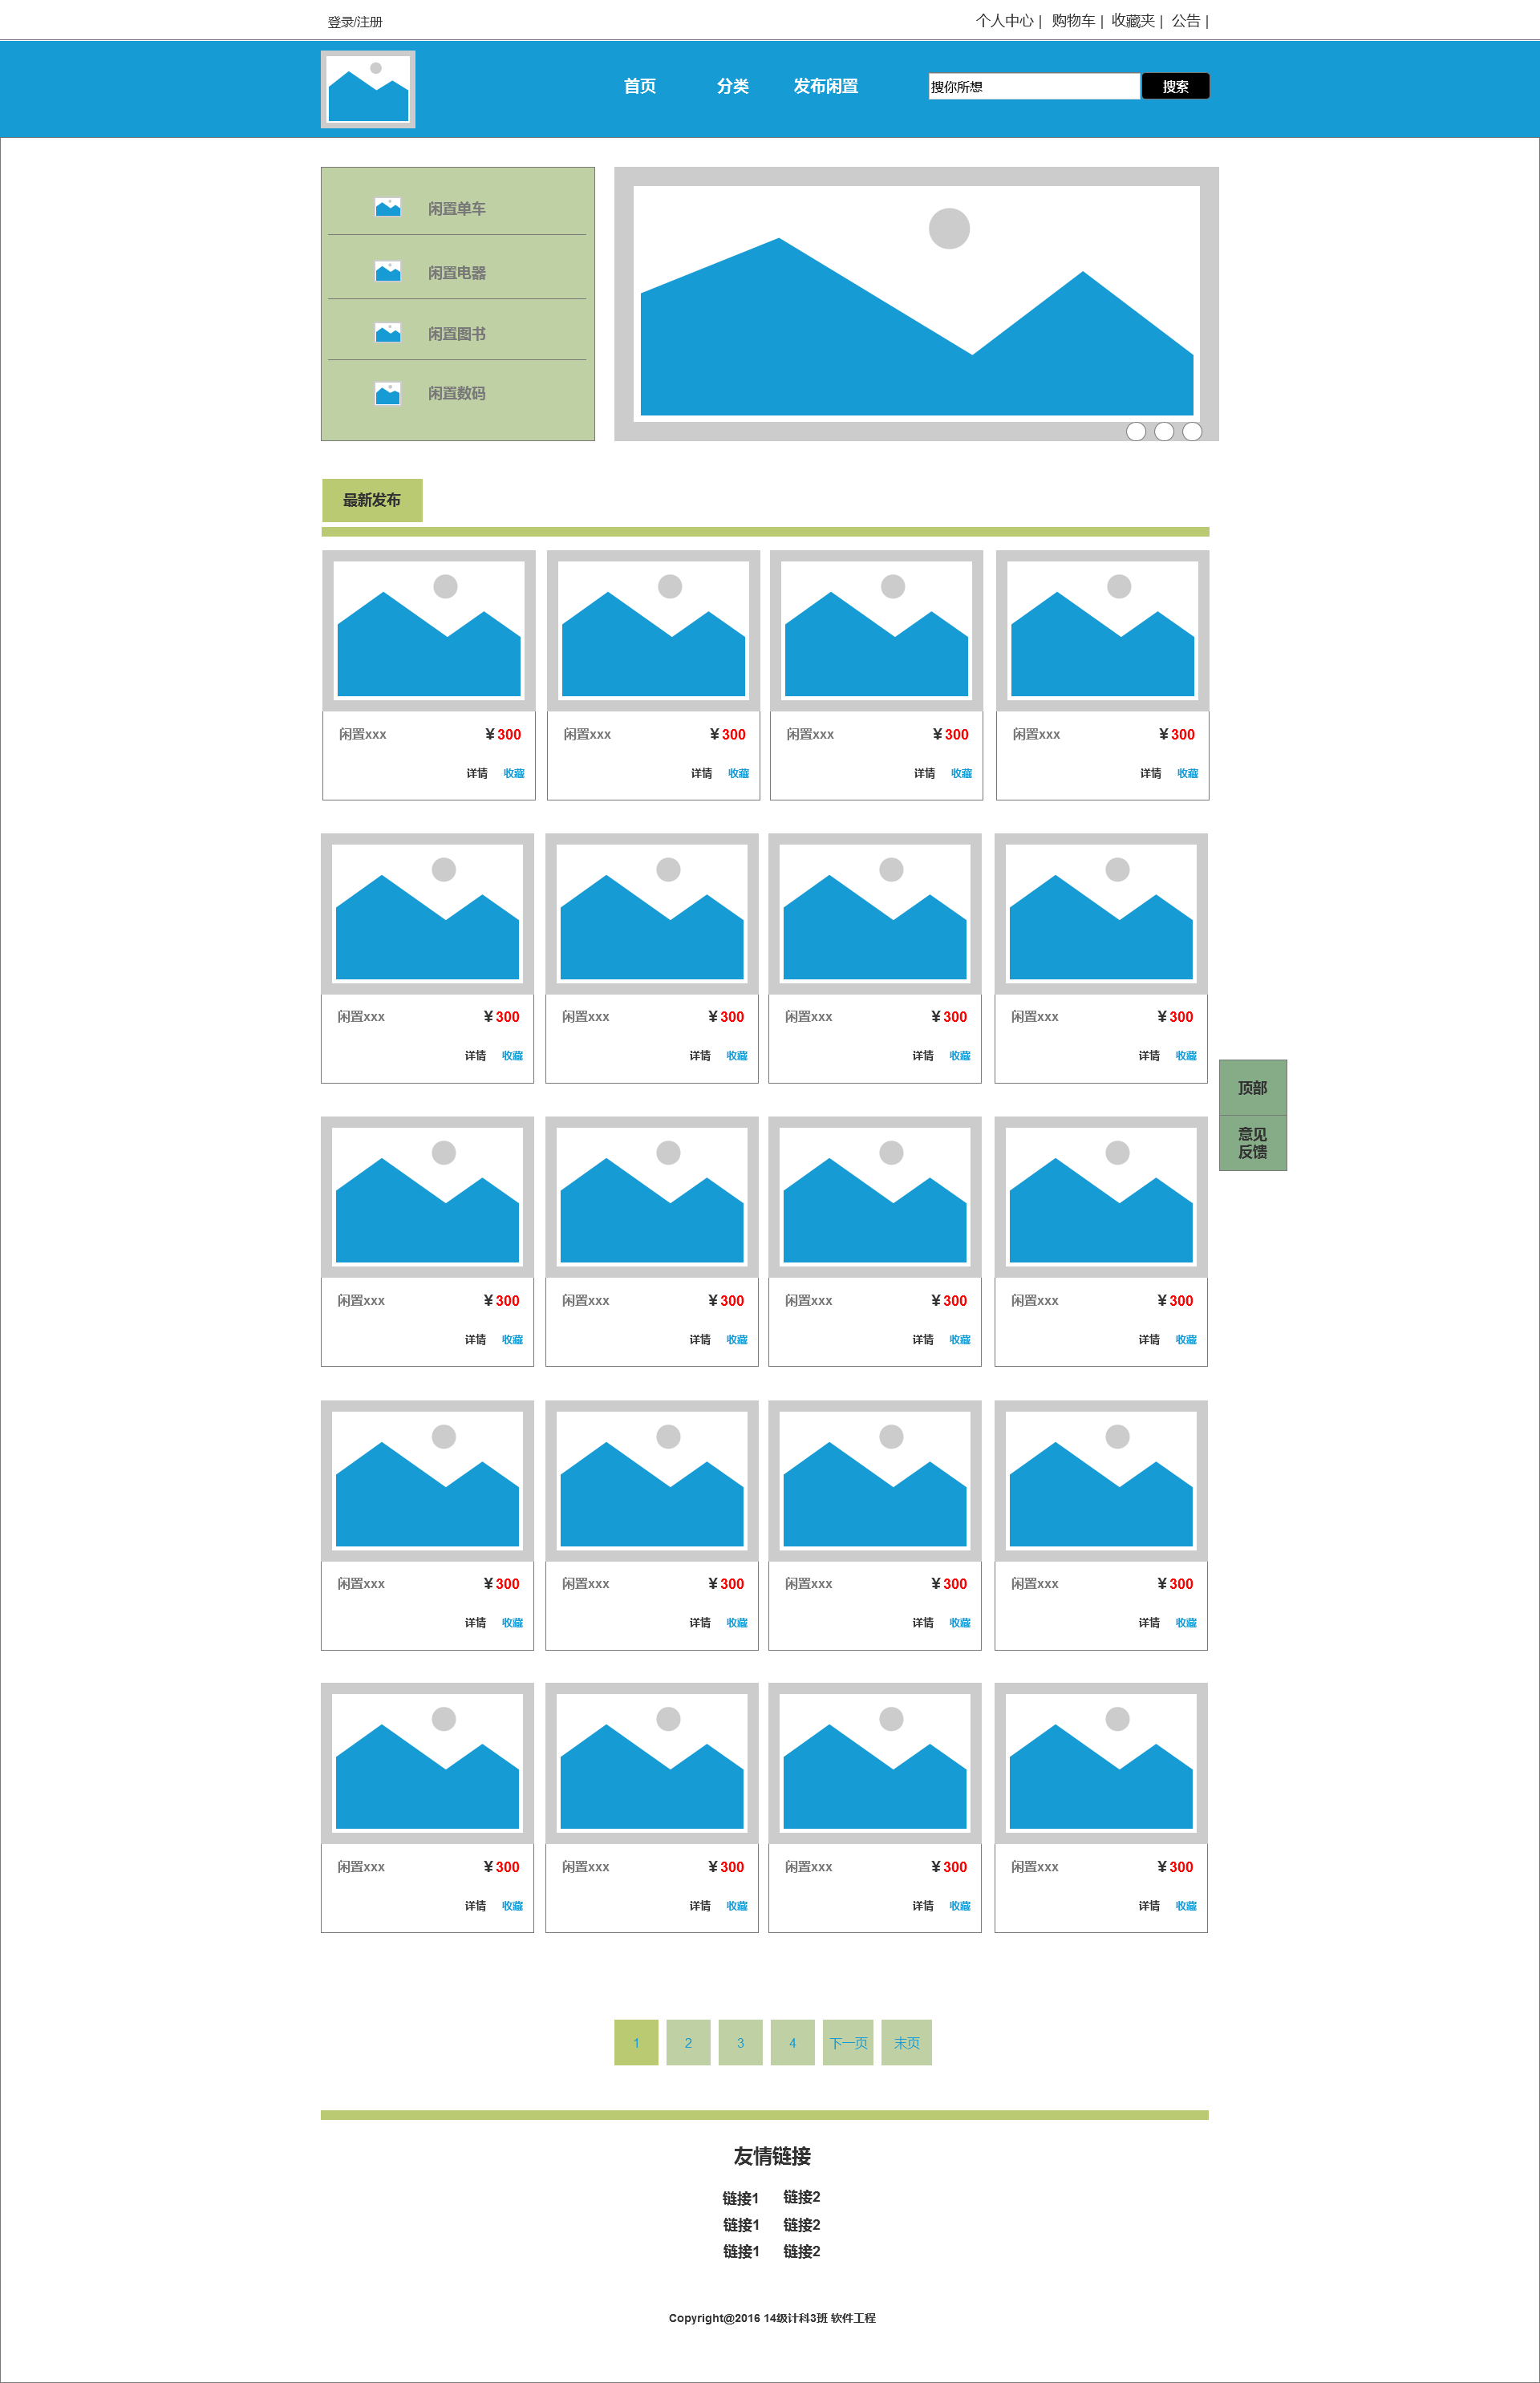 登录/注册 个人中心 | 购物车 | 收藏夹 | 公告 |
首页 分类 发布闲置 搜你所想 搜索
闲置单车
闲置电器
闲置图书
闲置数码
最新发布
闲置xxx ¥300 闲置xxx ¥300 闲置xxx ¥300 闲置xxx ¥300
详情 收藏 详情 收藏 详情 收藏 详情 收藏
闲置xxx ¥300 闲置xxx ¥300 闲置xxx ¥300 闲置xxx ¥300
详情 收藏 详情 收藏 详情 收藏 详情 收藏
顶部
意见
反馈
闲置xxx ¥300 闲置xxx ¥300 闲置xxx ¥300 闲置xxx ¥300
详情 收藏 详情 收藏 详情 收藏 详情 收藏
闲置xxx ¥300 闲置xxx ¥300 闲置xxx ¥300 闲置xxx ¥300
详情 收藏 详情 收藏 详情 收藏 详情 收藏
闲置xxx ¥300 闲置xxx ¥300 闲置xxx ¥300 闲置xxx ¥300
详情 收藏 详情 收藏 详情 收藏 详情 收藏
1 2 3 4 下一页 末页
友情链接
链接1 链接2
链接1 链接2
链接1 链接2
Copyright@2016 14级计科3班 软件工程